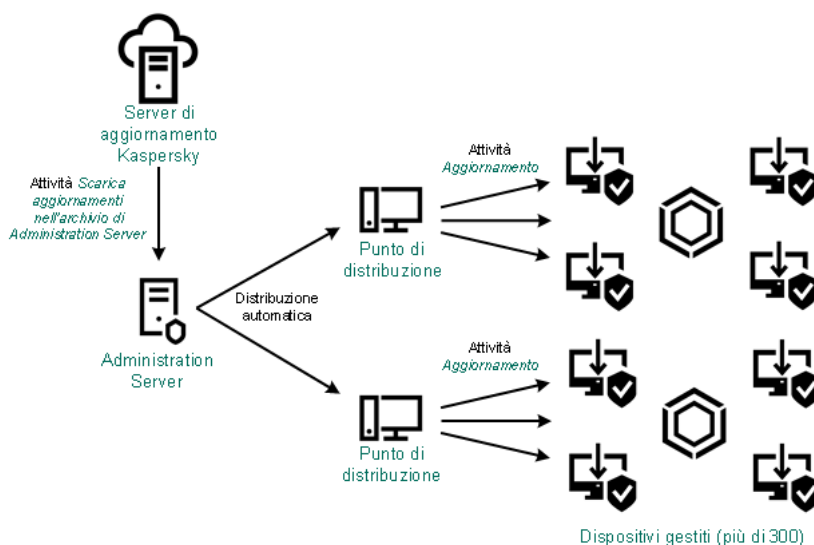 Server di
aggiornamento
Kaspersky
Attività Scarica
aggiornamenti
nell'archivio di
Administration Server
Administration
Server
Distribuzione
automatica
Punto di
distribuzione
Attività
Aggiornamento
Punto di
distribuzione
Attività
Aggiornamento
Dispositivi gestiti (più di 300)